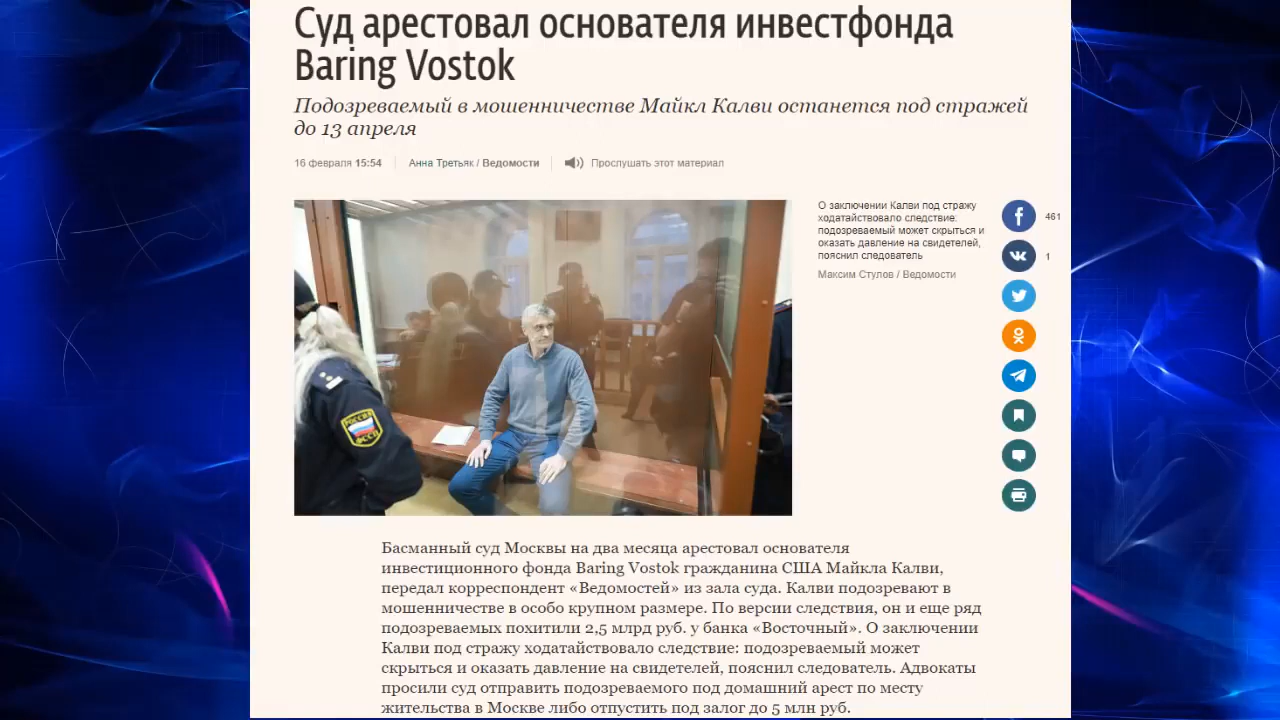 Суд арестовал основателя инвестфонда
Baring Vostok
Подозреваемый в мошенничестве Майкл Калви останется под стражей
до 13 апреля
16 февраля 15:54
Анна Третьяк / Ведомости
Прослушать этот материал
О заключении Калви под стражу
ходатайствовало следствие:
подозреваемый может скрыться и
оказать давление на свидетелей,
пояснил следователь
Максим Стулов / Ведомости
461
1
РОССИЯ
ФССП
Басманный суд Москвы на два месяца арестовал основателя
инвестиционного фонда Baring Vostok гражданина США Майкла Калви,
передал корреспондент «Ведомостей» из зала суда. Калви подозревают в
мошенничестве в особо крупном размере. По версии следствия, он и еще ряд
подозреваемых похитили 2,5 млрд руб. у банка «Восточный». О заключении
Калви под стражу ходатайствовало следствие: подозреваемый может
скрыться и оказать давление на свидетелей, пояснил следователь. Адвокаты
просили суд отправить подозреваемого под домашний арест по месту
жительства в Москве либо отпустить под залог до 5 млн руб.